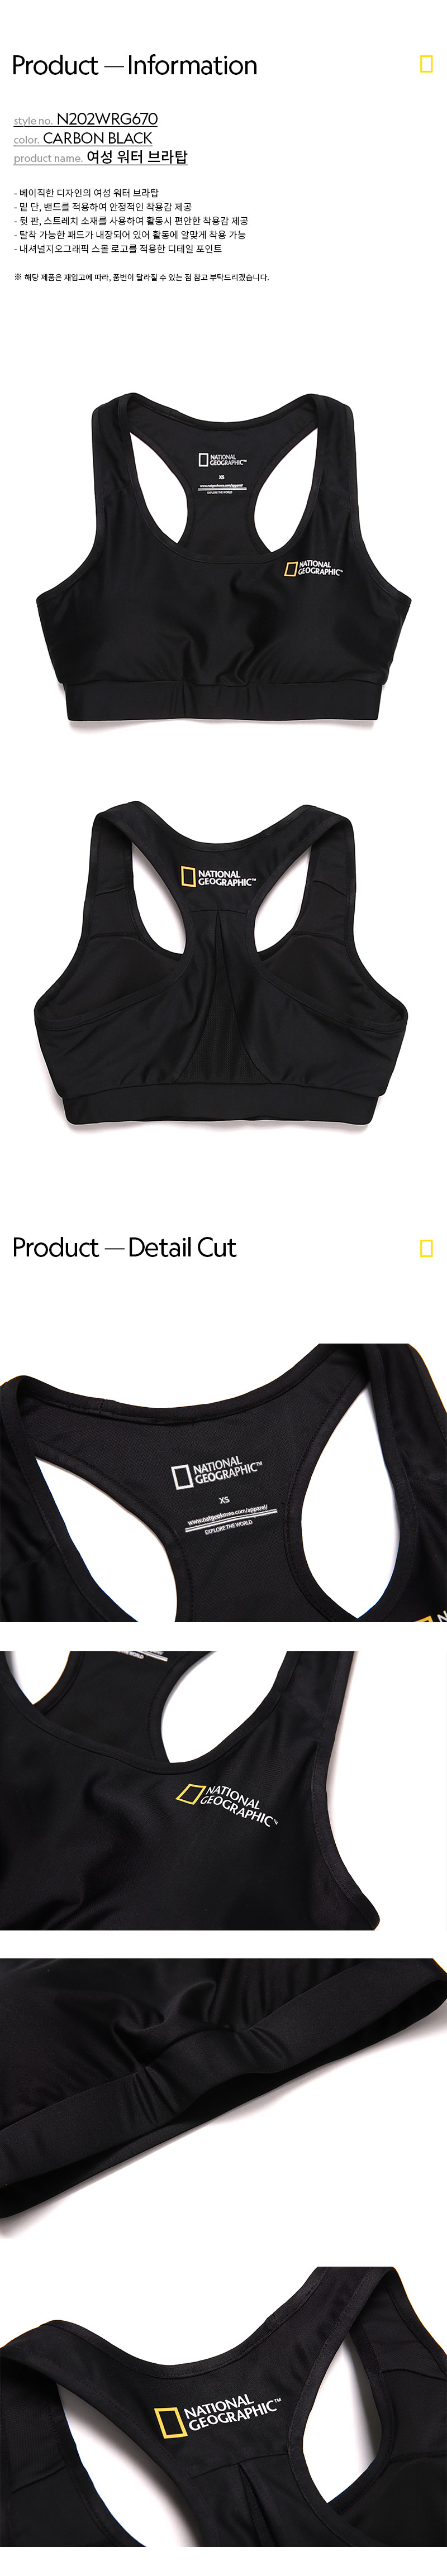 Product — Information
style no. N202WRG670
color. CARBON BLACK
product name. 여성 워터 브라탑
- 베이직한 디자인의 여성 워터 브라탑
- 밑 단, 밴드를 적용하여 안정적인 착용감 제공
- 뒷 판, 스트레치 소재를 사용하여 활동시 편안한 착용감 제공
- 탈착 가능한 패드가 내장되어 있어 활동에 알맞게 착용 가능
- 내셔널지오그래픽 스몰 로고를 적용한 디테일 포인트
※ 해당 제품은 재입고에 따라, 품번이 달라질 수 있는 점 참고 부탁드리겠습니다.
NATIONAL
GEOGRAPHIC™
XS
www.natgeokorea.com/apparel/
EXPLORE THE WORLD
NATIONAL
GEOGRAPHIC™
NATIONAL
GEOGRAPHIC™
Product — Detail Cut
NATIONAL
GEOGRAPHIC™
XS
www.natgeokorea.com/apparel/
EXPLORE THE WORLD
NATIONAL
GEOGRAPHIC™
NATIONAL
GEOGRAPHIC™